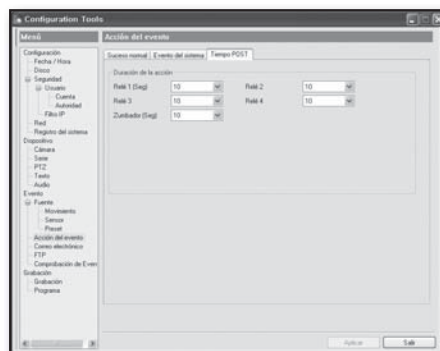 Configuration Tools
Menú
Acción del evento
Configuración
Fecha / Hora
Disco
Seguridad
Usuario
Cuenta
Autoridad
Filtro IP
Red
Registro del sistema
Dispositivo
Cámara
Serie
PTZ
Texto
Audio
Evento
Fuente
Movimiento
Sensor
Preset
Acción del evento
Correo electrónico
FTP
Comprobación de Even
Grabación
Grabación
Programa
Suceso normal Evento del sistema Tiempo POST
Duración de la acción
Relé 1 (Seg) 10 Relé 2 10
Relé 3 10 Relé 4 10
Zumbador (Seg) 10
Aplicar Salir